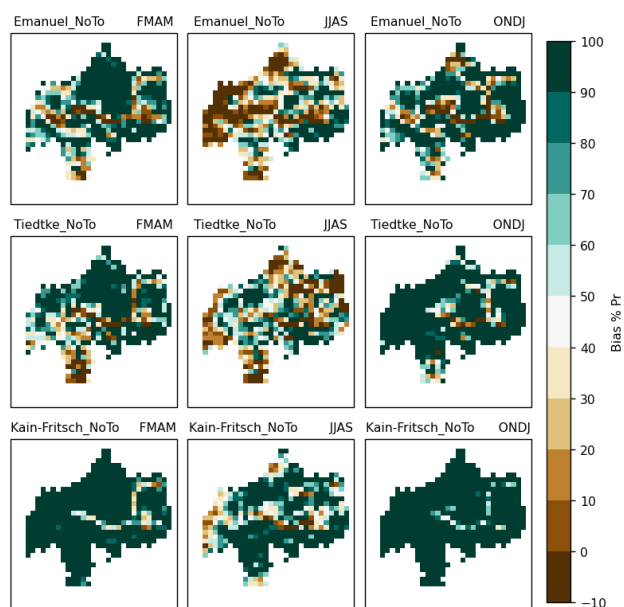 Emanuel_NoTo FMAM
Emanuel_NoTo JJAS
Emanuel_NoTo ONDJ
Tiedtke_NoTo FMAM
Tiedtke_NoTo JJAS
Tiedtke_NoTo ONDJ
Kain-Fritsch_NoTo FMAM
Kain-Fritsch_NoTo JJAS
Kain-Fritsch_NoTo ONDJ
100
90
80
70
60
50
40
30
20
10
0
−10
Bias % Pr